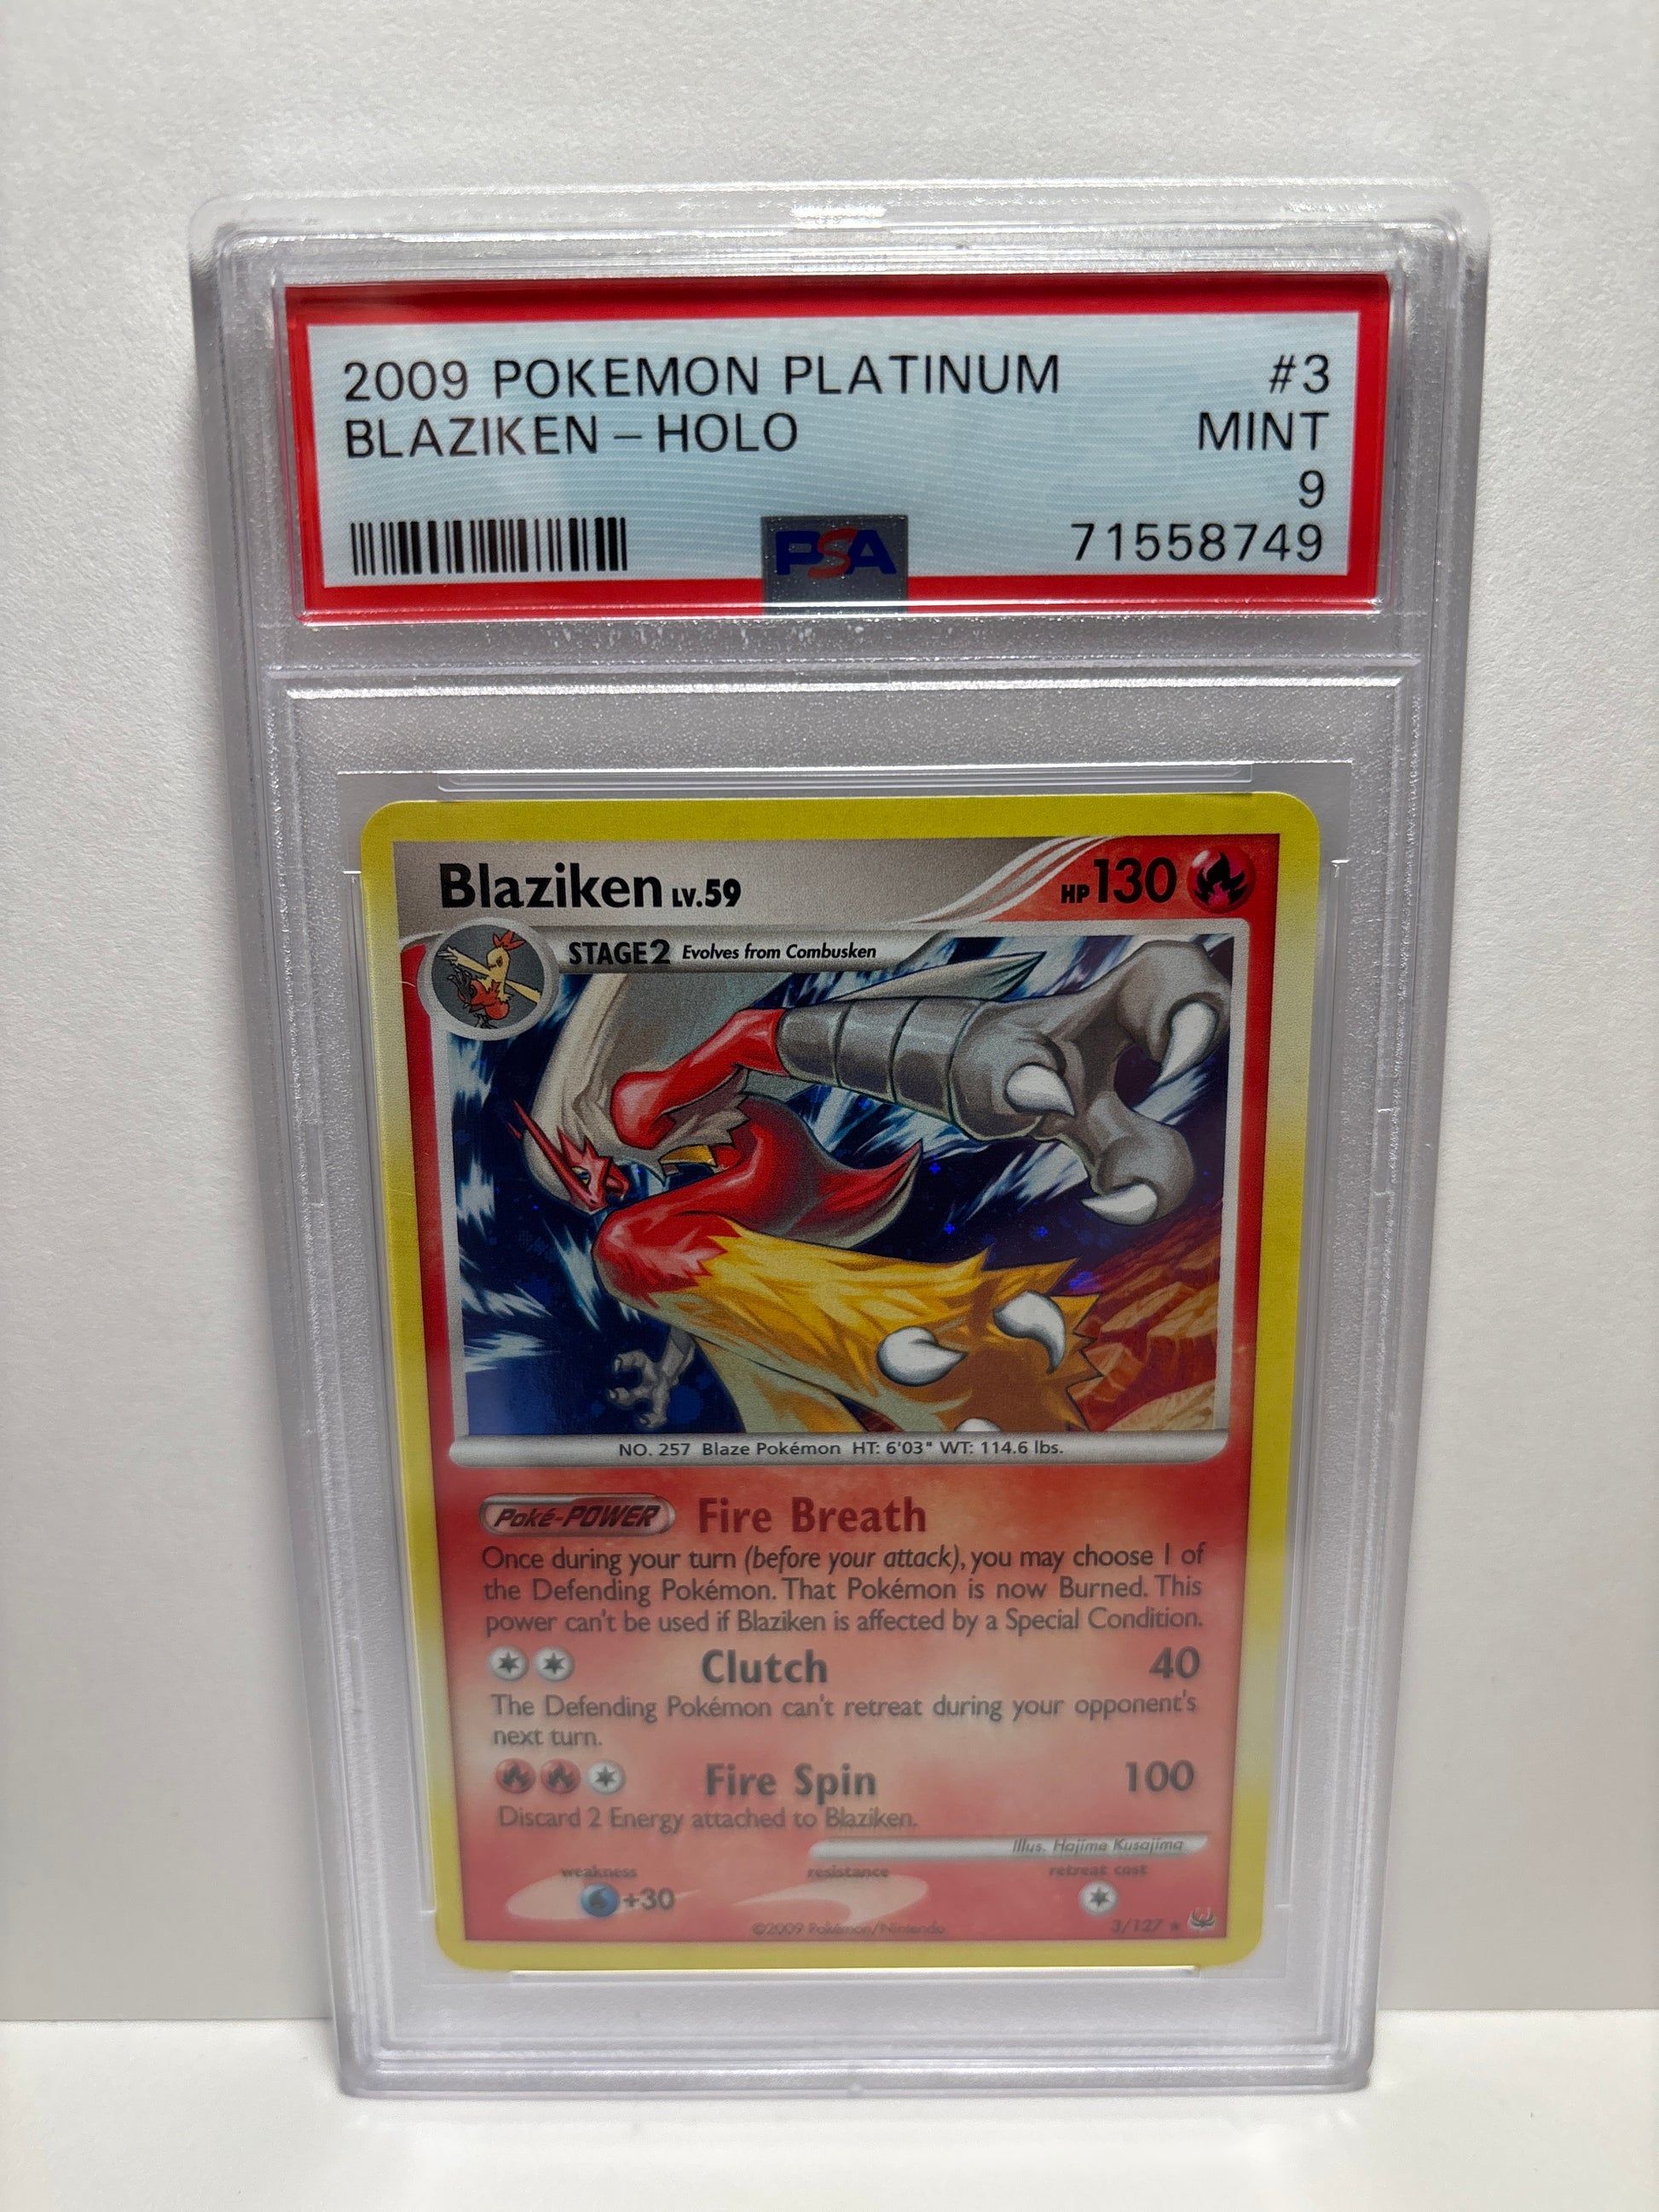 2009 POKEMON PLATINUM #3
BLAZIKEN – HOLO MINT
9
PSA 71558749
Blaziken LV.59 HP 130
STAGE2 Evolves from Combusken
NO. 257 Blaze Pokémon HT: 6'03" WT: 114.6 lbs.
Poké-POWER Fire Breath
Once during your turn (before your attack), you may choose 1 of
the Defending Pokémon. That Pokémon is now Burned. This
power can't be used if Blaziken is affected by a Special Condition.
Clutch 40
The Defending Pokémon can't retreat during your opponent's
next turn.
Fire Spin 100
Discard 2 Energy attached to Blaziken.
Illus. Hajime Kusajima
weakness resistance retreat cost
+30
©2009 Pokémon/Nintendo 3/127